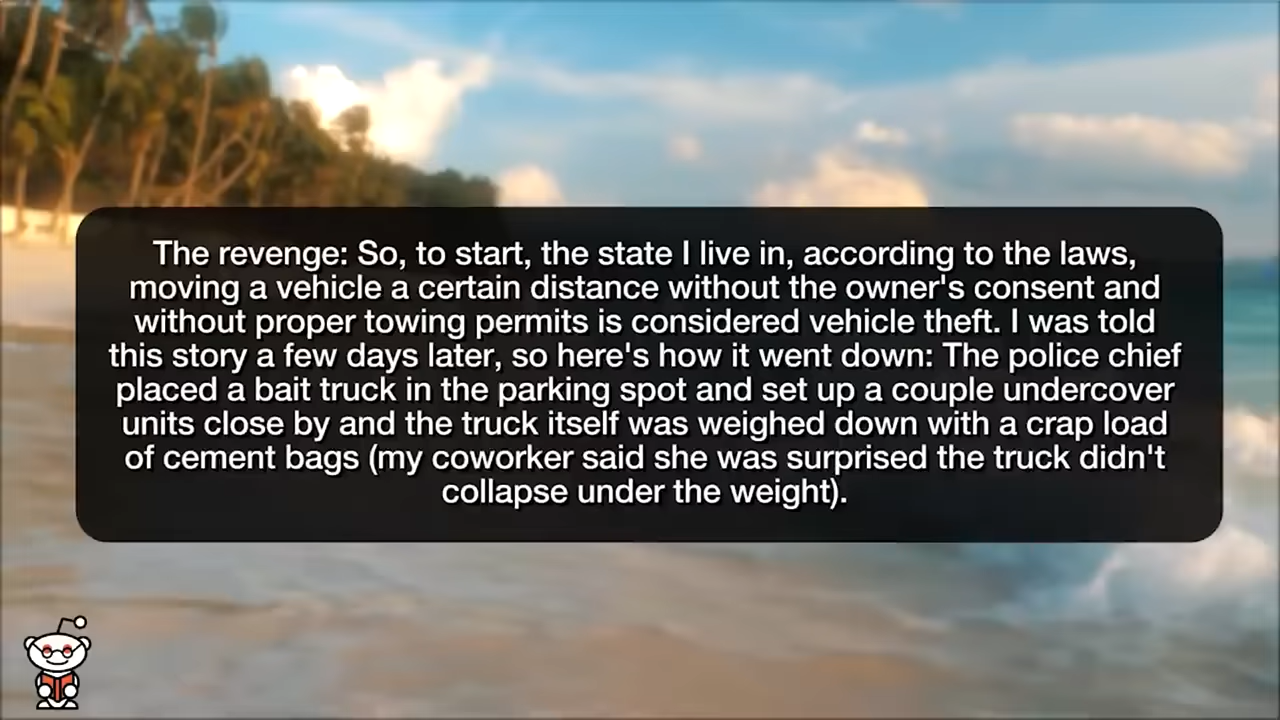 The revenge: So, to start, the state I live in, according to the laws,
moving a vehicle a certain distance without the owner's consent and
without proper towing permits is considered vehicle theft. I was told
this story a few days later, so here's how it went down: The police chief
placed a bait truck in the parking spot and set up a couple undercover
units close by and the truck itself was weighed down with a crap load
of cement bags (my coworker said she was surprised the truck didn't
collapse under the weight).